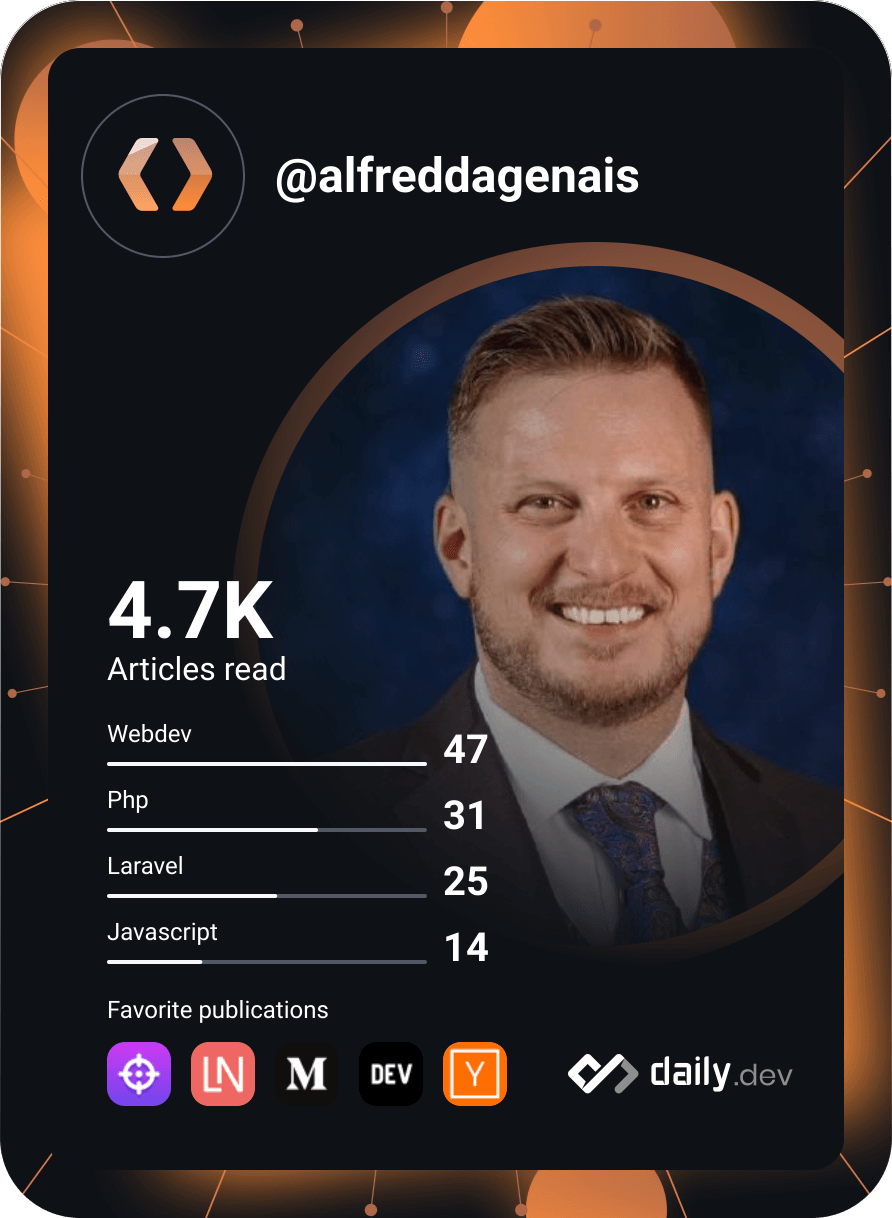 @alfreddagenais
4.7K
Articles read
Webdev
47
Php
31
Laravel
25
Javascript
14
Favorite publications
LN
M
DEV
Y
daily.dev